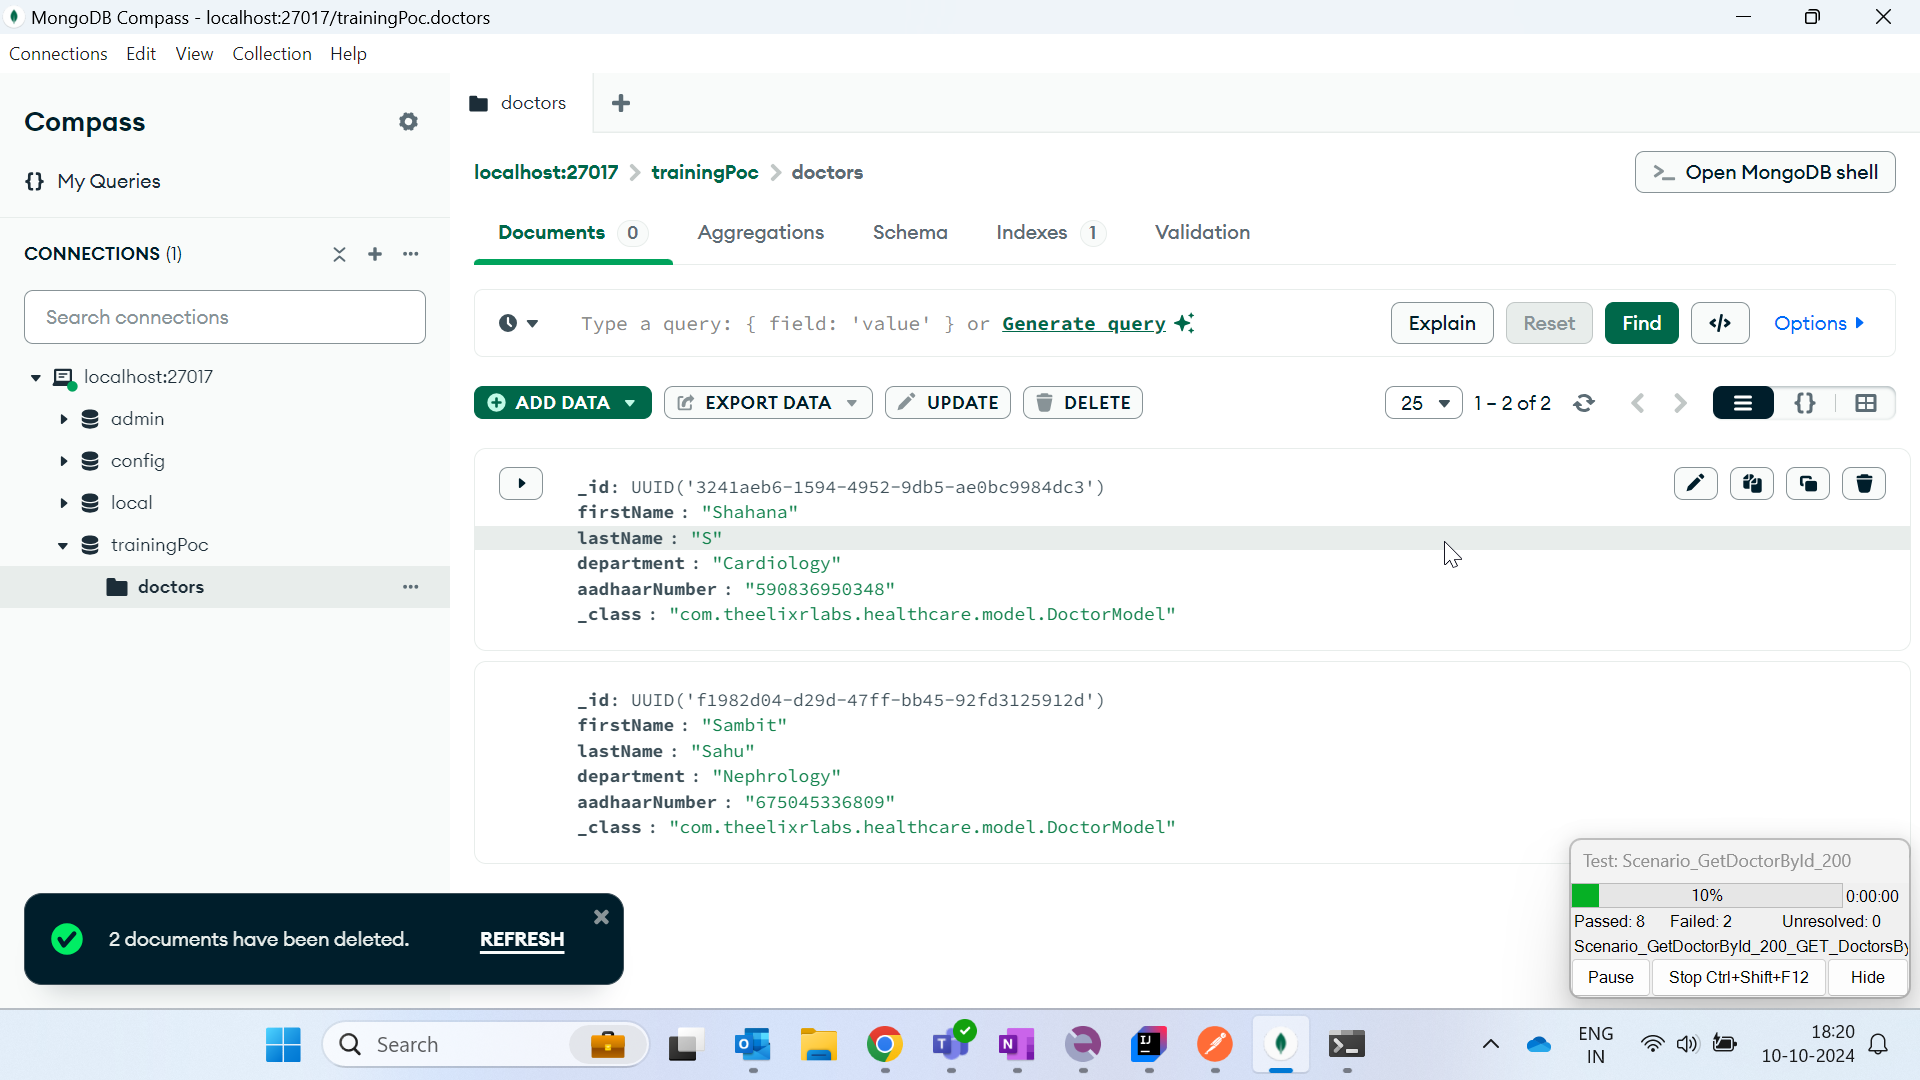 MongoDB Compass - localhost:27017/trainingPoc.doctors
Connections Edit View Collection Help
Compass
{} My Queries
CONNECTIONS (1)
Search connections
localhost:27017
admin
config
local
trainingPoc
doctors
doctors
localhost:27017 > trainingPoc > doctors
>_ Open MongoDB shell
Documents 0 Aggregations Schema Indexes 1 Validation
Type a query: { field: 'value' } or Generate query
Explain Reset Find </> Options
ADD DATA EXPORT DATA UPDATE DELETE
25 1 – 2 of 2 {}
_id: UUID('3241aeb6-1594-4952-9db5-ae0bc9984dc3')
firstName : "Shahana"
lastName : "S"
department : "Cardiology"
aadhaarNumber : "590836950348"
_class : "com.theelixrlabs.healthcare.model.DoctorModel"
_id: UUID('f1982d04-d29d-47ff-bb45-92fd3125912d')
firstName : "Sambit"
lastName : "Sahu"
department : "Nephrology"
aadhaarNumber : "675045336809"
_class : "com.theelixrlabs.healthcare.model.DoctorModel"
2 documents have been deleted. REFRESH
Test: Scenario_GetDoctorById_200
10% 0:00:00
Passed: 8 Failed: 2 Unresolved: 0
Scenario_GetDoctorById_200_GET_DoctorsBy
Pause Stop Ctrl+Shift+F12 Hide
Search
ENG
IN
18:20
10-10-2024